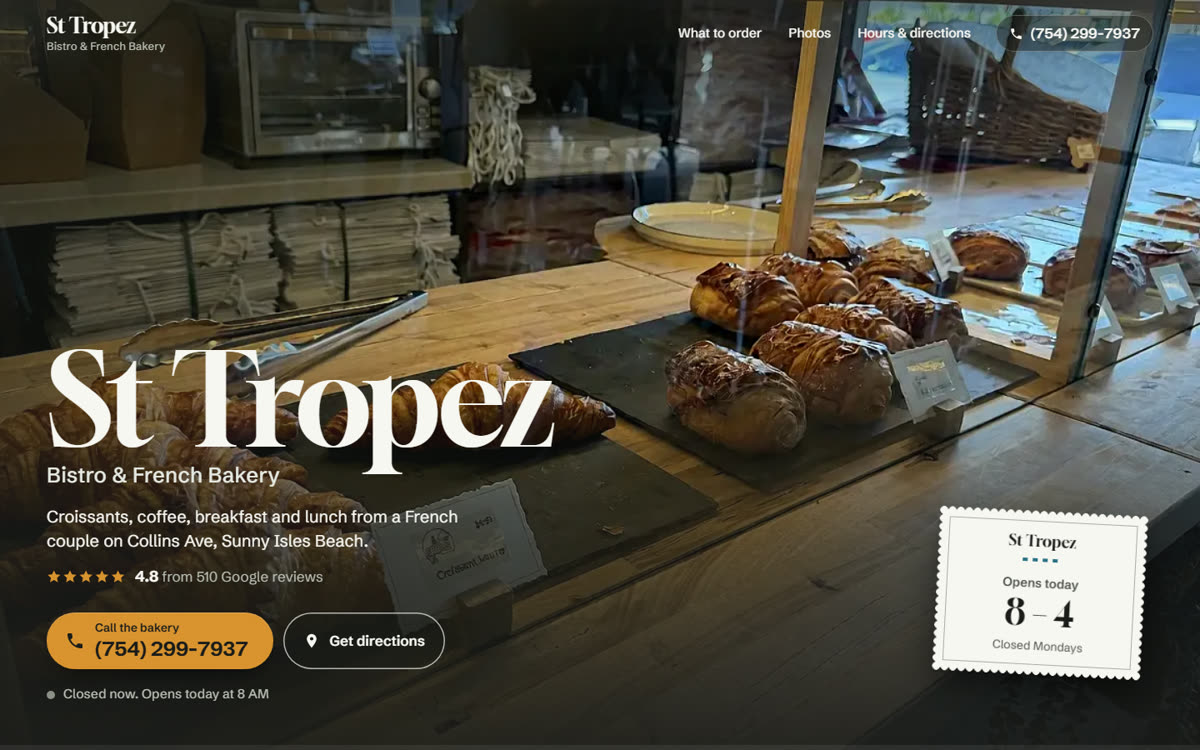 St Tropez
Bistro & French Bakery
What to order
Photos
Hours & directions
(754) 299-7937
St Tropez
Bistro & French Bakery
Croissants, coffee, breakfast and lunch from a French
couple on Collins Ave, Sunny Isles Beach.
4.8 from 510 Google reviews
Call the bakery
(754) 299-7937
Get directions
Closed now. Opens today at 8 AM
St Tropez
Opens today
8 – 4
Closed Mondays